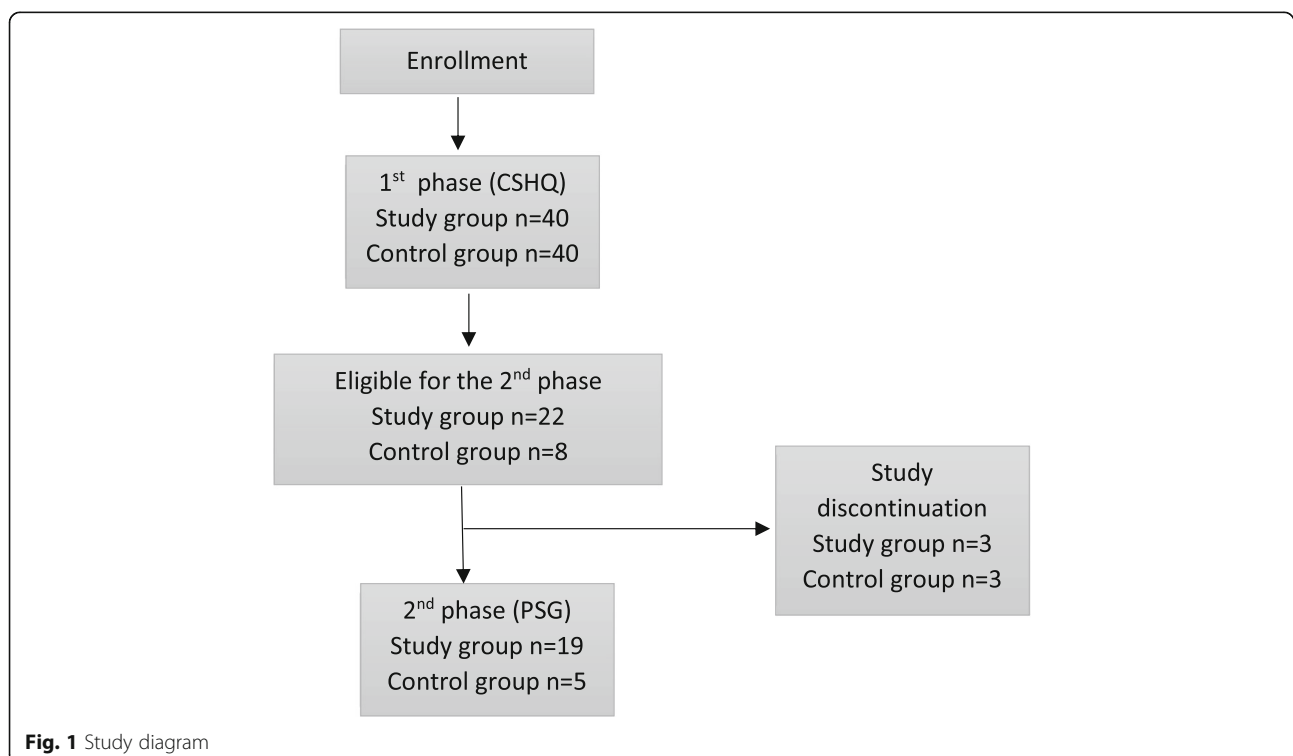 Enrollment
1st phase (CSHQ)
Study group n=40
Control group n=40
Eligible for the 2nd phase
Study group n=22
Control group n=8
Study
discontinuation
Study group n=3
Control group n=3
2nd phase (PSG)
Study group n=19
Control group n=5
Fig. 1 Study diagram